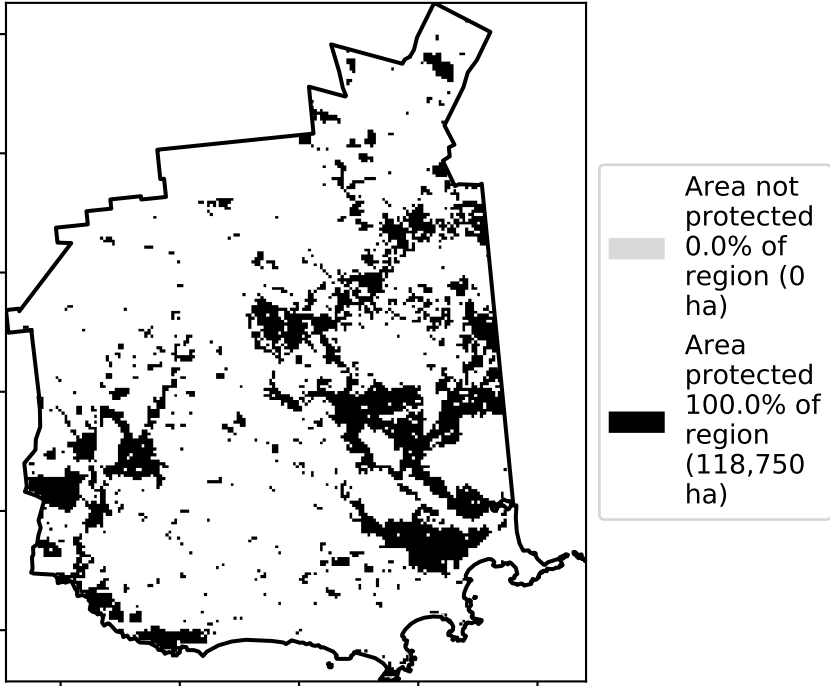 Area not
protected
0.0% of
region (0
ha)
Area
protected
100.0% of
region
(118,750
ha)